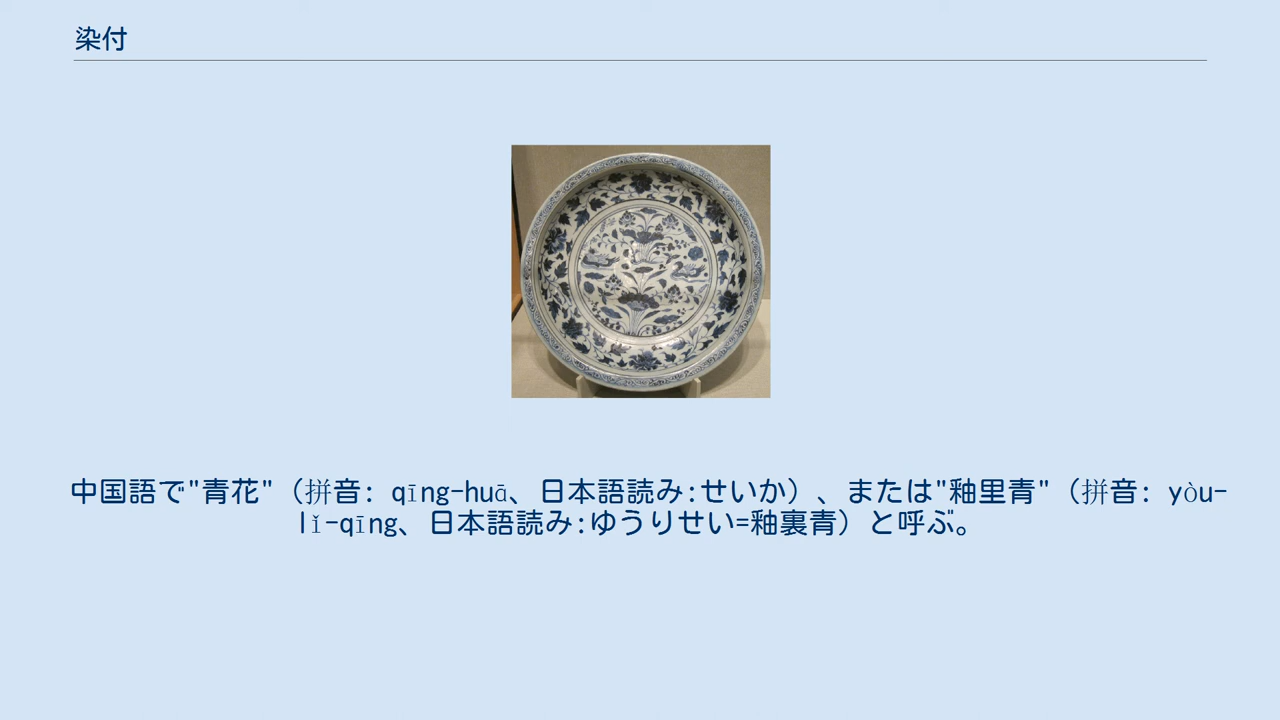 染付
中国語で"青花"（拼音: qīng-huā、日本語読み:せいか）、または"釉里青"（拼音: yòu-
lǐ-qīng、日本語読み:ゆうりせい=釉裏青）と呼ぶ。